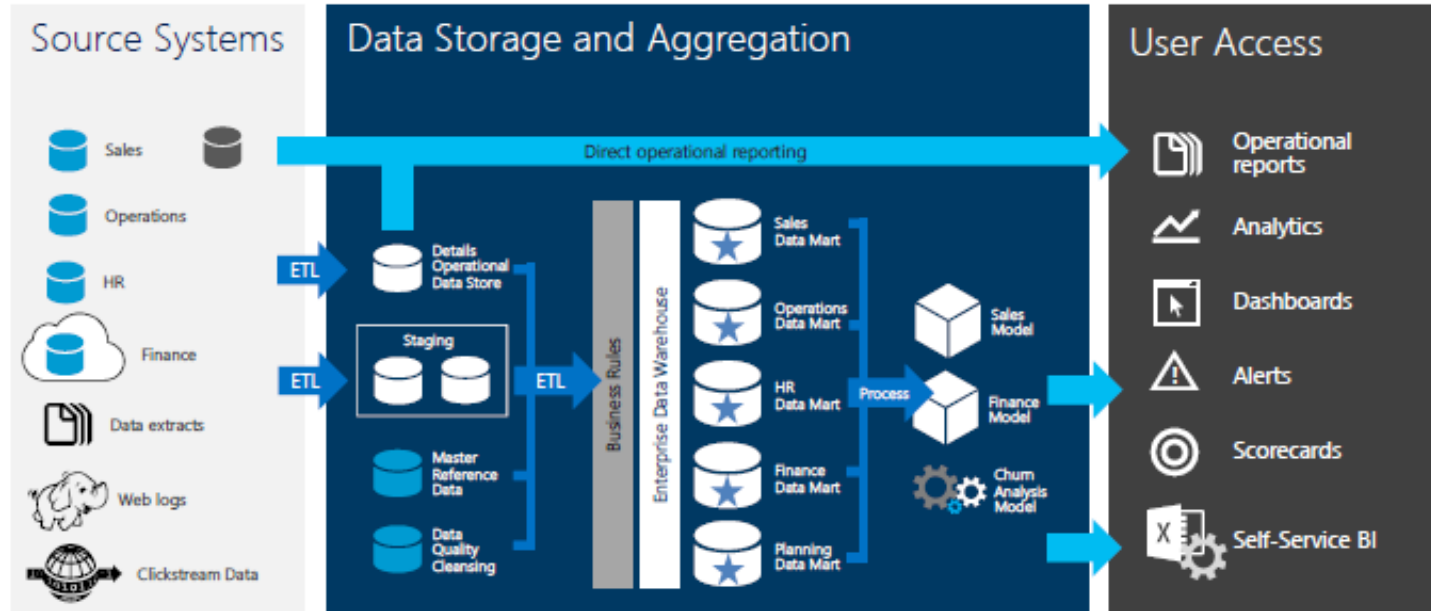 Source Systems
Data Storage and Aggregation
User Access
Sales
Operations
HR
Finance
Data extracts
Web logs
Clickstream Data
Direct operational reporting
ETL
ETL
Details
Operational
Data Store
Staging
Master
Reference
Data
Data
Quality
Cleansing
ETL
Business Rules
Enterprise Data Warehouse
Sales
Data Mart
Operations
Data Mart
HR
Data Mart
Finance
Data Mart
Planning
Data Mart
Process
Sales
Model
Finance
Model
Churn
Analysis
Model
Operational
reports
Analytics
Dashboards
Alerts
Scorecards
X
Self-Service BI